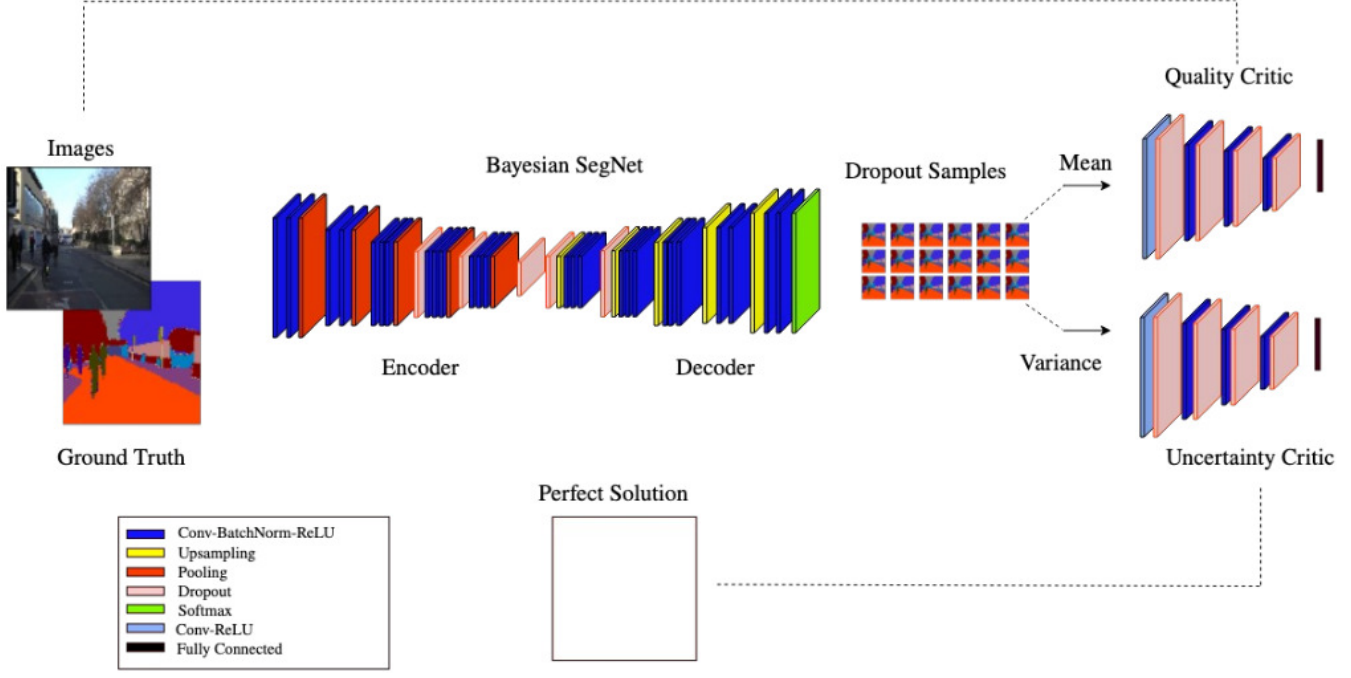 Quality Critic
Images
Bayesian SegNet
Dropout Samples
Mean
Encoder
Decoder
Variance
Ground Truth
Uncertainty Critic
Perfect Solution
Conv-BatchNorm-ReLU
Upsampling
Pooling
Dropout
Softmax
Conv-ReLU
Fully Connected